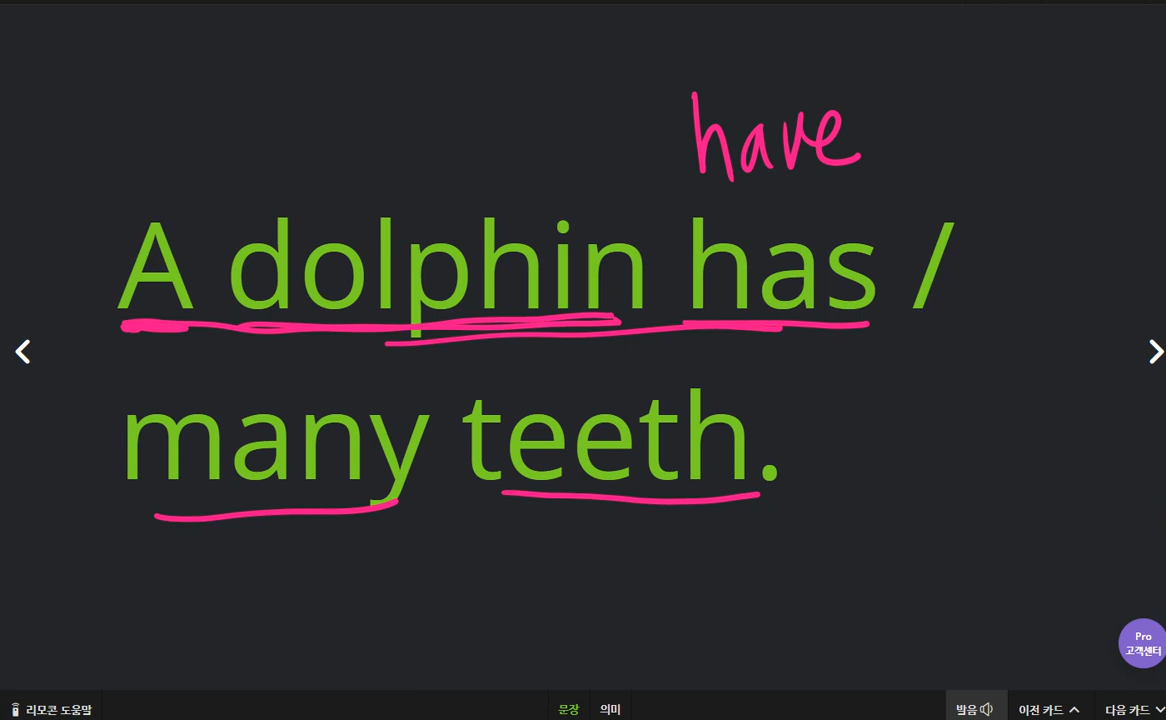 have
A dolphin has /
many teeth.
Pro
고객센터
리모콘 도움말 문장 의미 발음 이전 카드 다음 카드